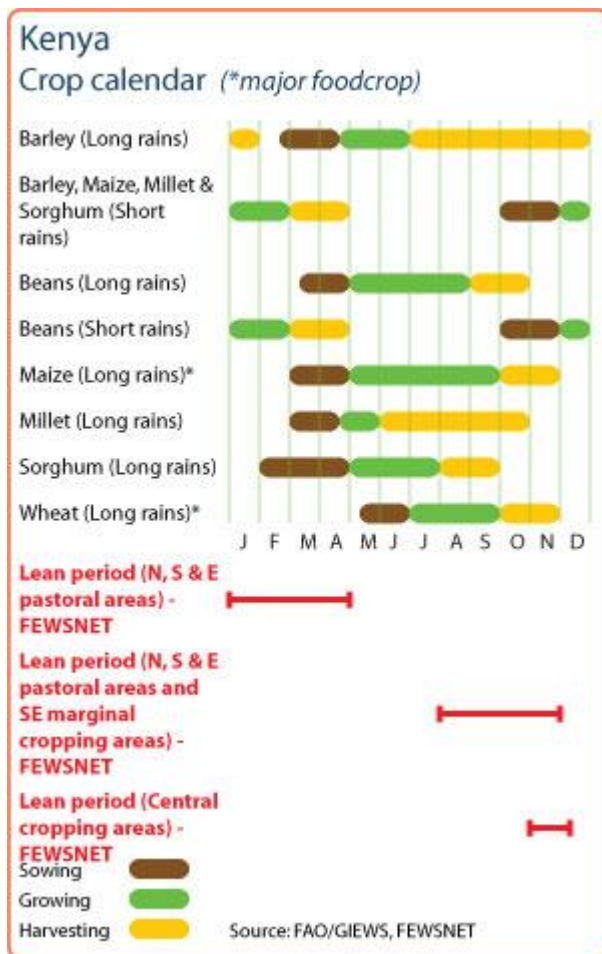 Kenya
Crop calendar (*major foodcrop)
Barley (Long rains)
Barley, Maize, Millet &
Sorghum (Short
rains)
Beans (Long rains)
Beans (Short rains)
Maize (Long rains)*
Millet (Long rains)
Sorghum (Long rains)
Wheat (Long rains)*
J F M A M J J A S O N D
Lean period (N, S & E
pastoral areas) -
FEWSNET
Lean period (N, S & E
pastoral areas and
SE marginal
cropping areas) -
FEWSNET
Lean period (Central
cropping areas) -
FEWSNET
Sowing
Growing
Harvesting
Source: FAO/GIEWS, FEWSNET